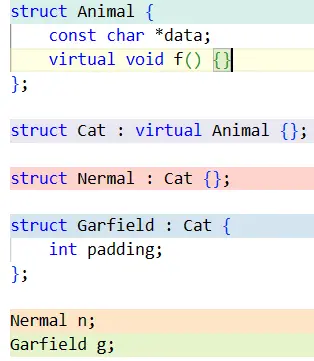 struct Animal {
    const char *data;
    virtual void f() {}
};
struct Cat : virtual Animal {};
struct Nermal : Cat {};
struct Garfield : Cat {
    int padding;
};
Nermal n;
Garfield g;